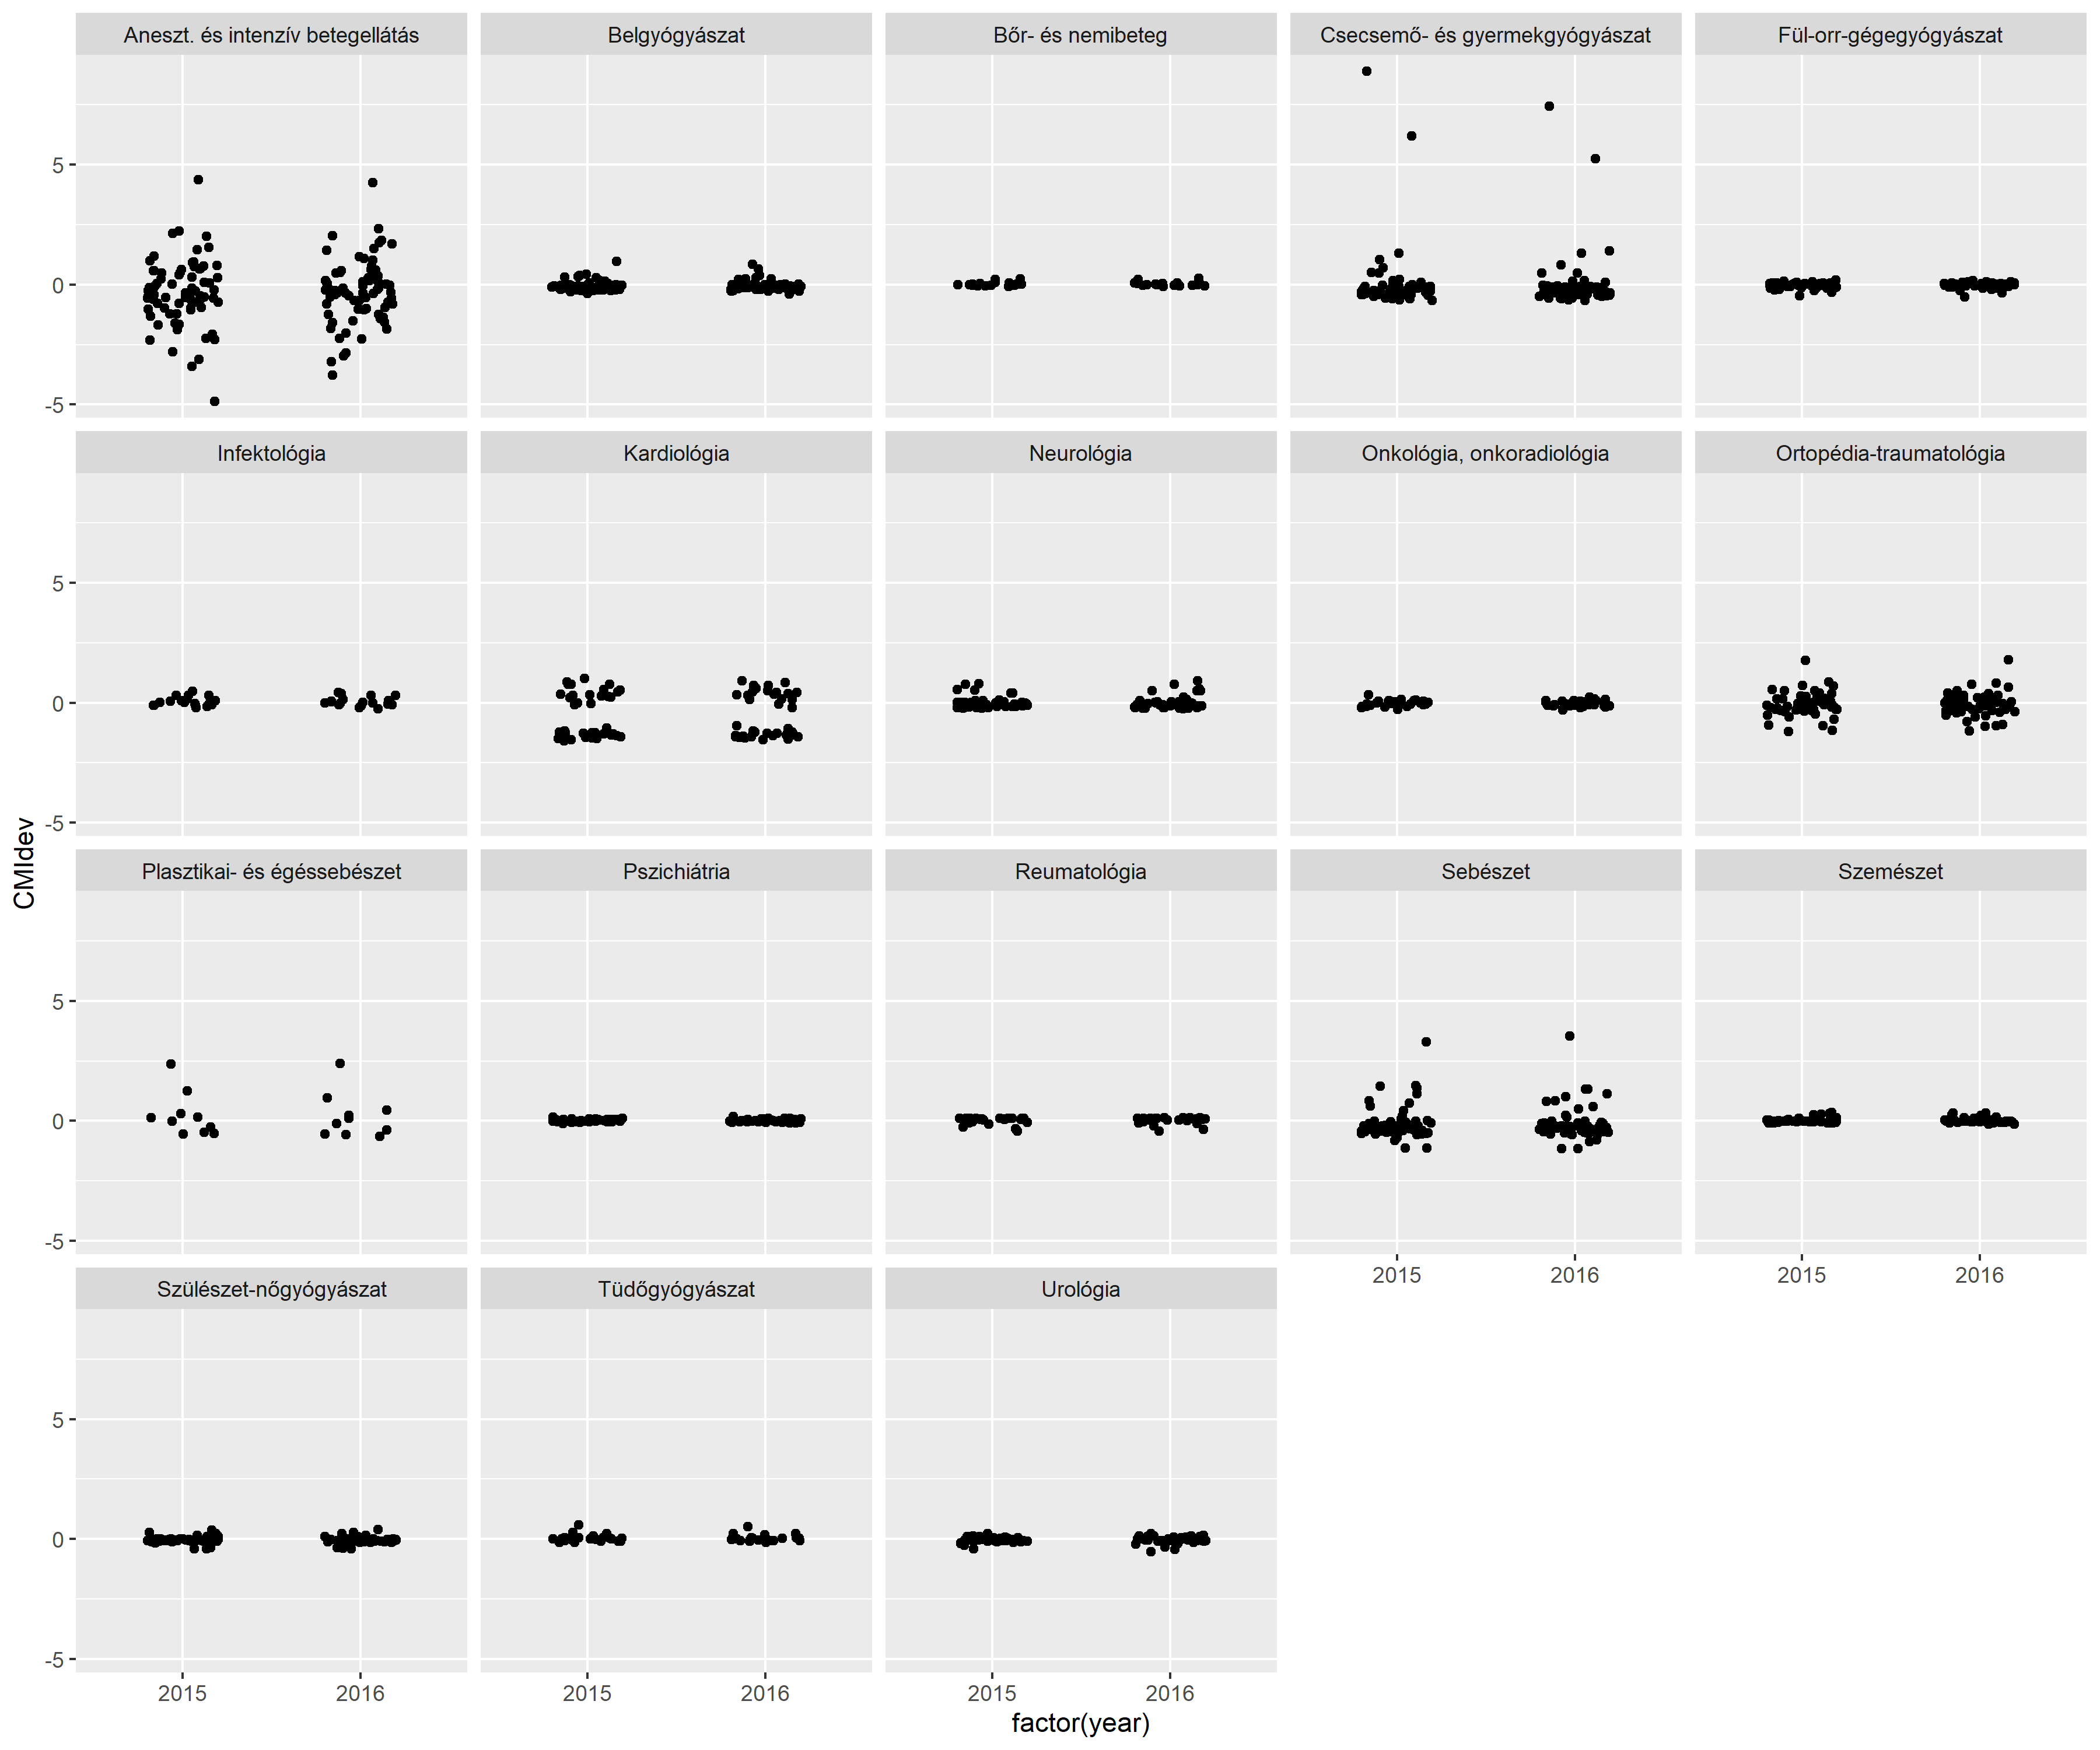 Aneszt. és intenzív betegellátás
Belgyógyászat
Bőr- és nemibeteg
Csecsemő- és gyermekgyógyászat
Fül-orr-gégegyógyászat
5
0
-5
Infektológia
Kardiológia
Neurológia
Onkológia, onkoradiológia
Ortopédia-traumatológia
5
0
-5
CMIdev
Plasztikai- és égéssebészet
Pszichiátria
Reumatológia
Sebészet
Szemészet
5
0
-5
2015
2016
2015
2016
Szülészet-nőgyógyászat
Tüdőgyógyászat
Urológia
5
0
-5
2015
2016
2015
2016
2015
2016
factor(year)